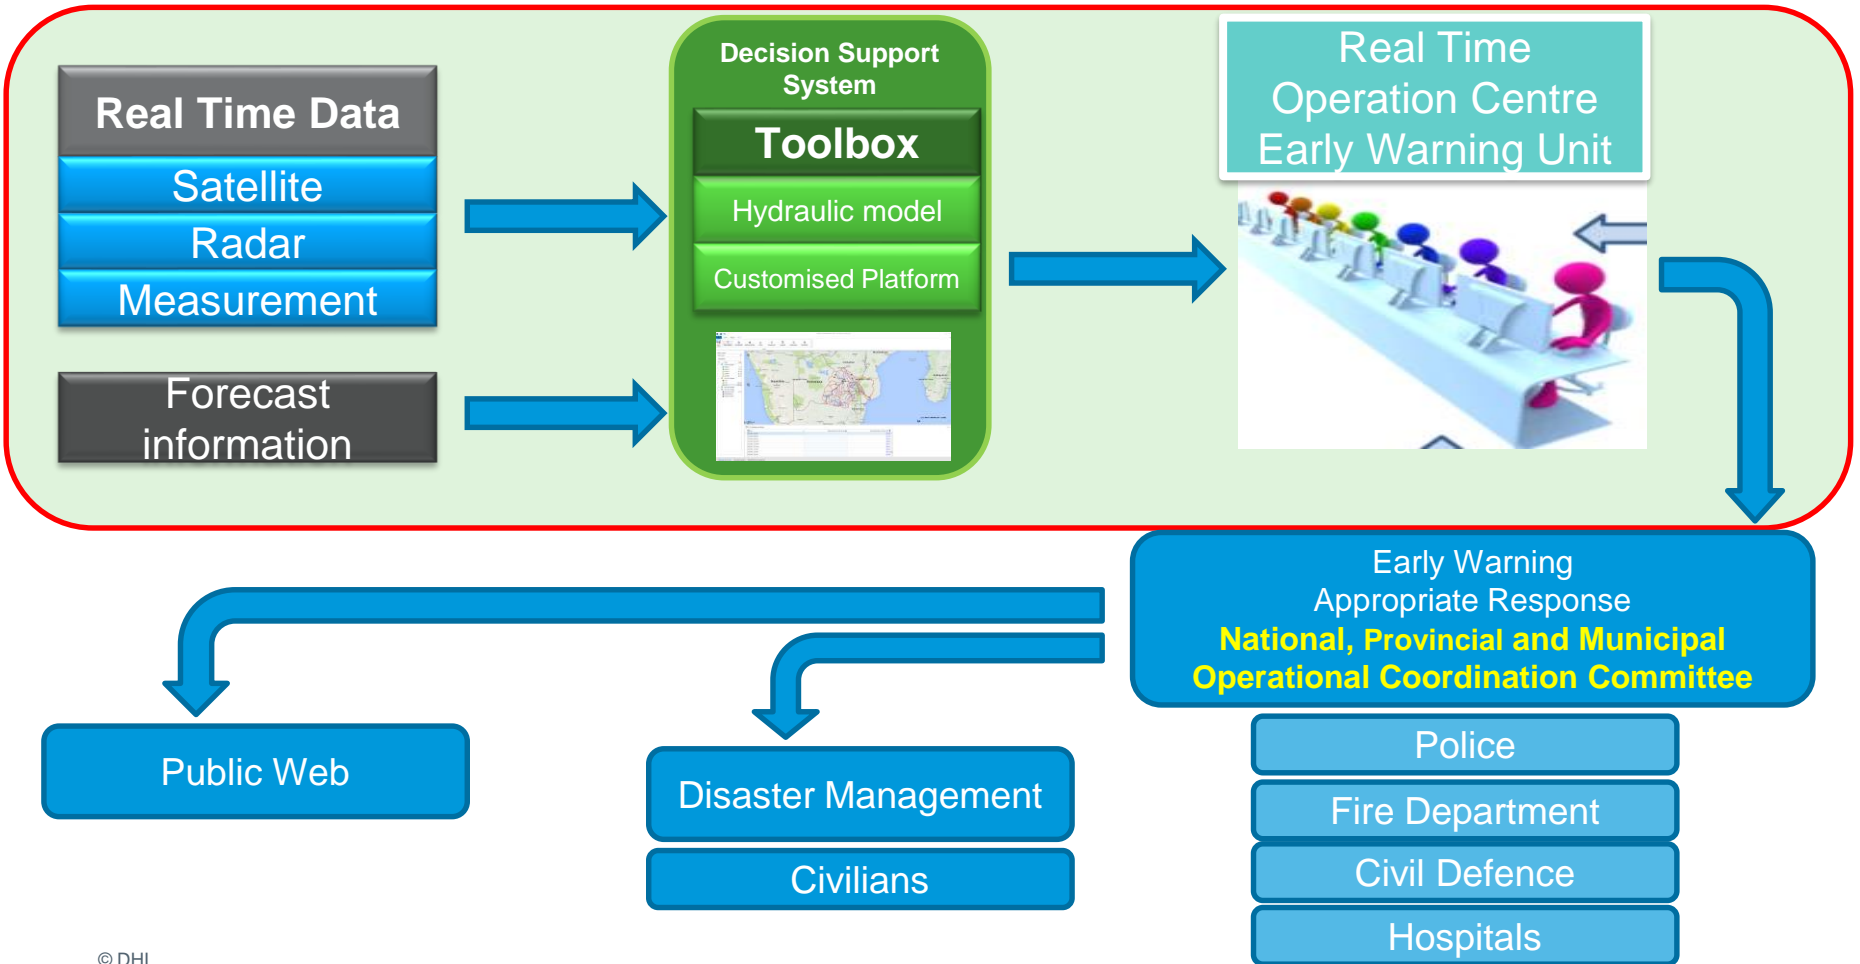 Real Time Data
Satellite
Radar
Measurement
Forecast
information
Decision Support
System
Toolbox
Hydraulic model
Customised Platform
Real Time
Operation Centre
Early Warning Unit
Early Warning
Appropriate Response
National, Provincial and Municipal
Operational Coordination Committee
Public Web
Disaster Management
Civilians
Police
Fire Department
Civil Defence
Hospitals
© DHI